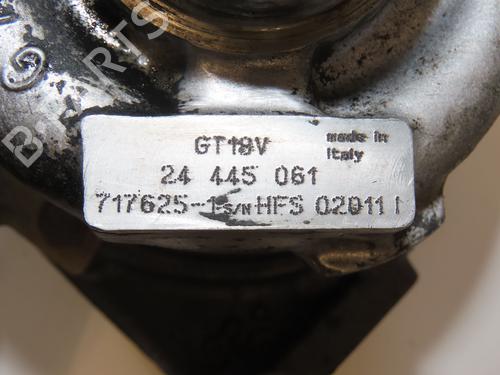 GT18V
made in
Italy
24 445 061
717625-1 S/N HFS 020111